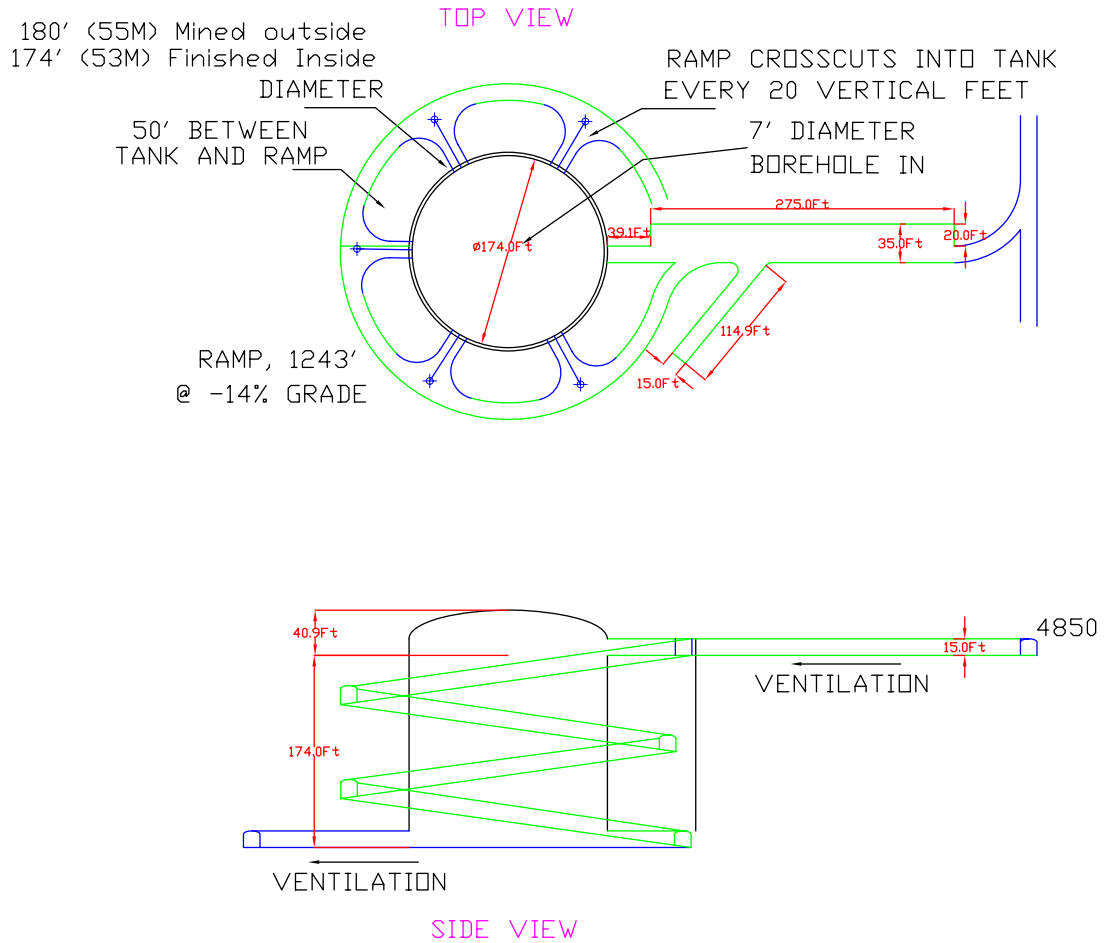 TOP VIEW
180' (55M) Mined outside
174' (53M) Finished Inside
DIAMETER
RAMP CROSSCUTS INTO TANK
EVERY 20 VERTICAL FEET
50' BETWEEN
TANK AND RAMP
7' DIAMETER
BOREHOLE IN
275.0Ft
39.1Ft
35.0Ft
20.0Ft
Ø174.0Ft
114.9Ft
15.0Ft
RAMP, 1243'
@ -14% GRADE
40.9Ft
4850
15.0Ft
VENTILATION
174.0Ft
VENTILATION
SIDE VIEW